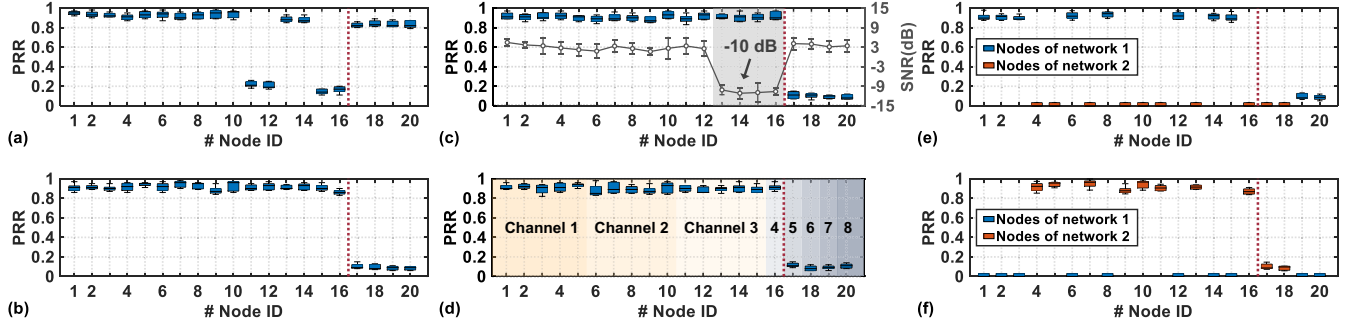 PRR
1
0.8
0.6
0.4
0.2
0
1 2 4 6 8 10 12 14 16 18 20
(a)
# Node ID
PRR
1
0.8
0.6
0.4
0.2
0
1 2 4 6 8 10 12 14 16 18 20
(b)
# Node ID
PRR
1
0.8
0.6
0.4
0.2
0
-10 dB
15
9
3
-3
-9
-15
SNR(dB)
1 2 4 6 8 10 12 14 16 18 20
(c)
# Node ID
PRR
1
0.8
0.6
0.4
0.2
0
Channel 1 Channel 2 Channel 3 4 5 6 7 8
1 2 4 6 8 10 12 14 16 18 20
(d)
# Node ID
PRR
1
0.8
0.6
0.4
0.2
0
Nodes of network 1
Nodes of network 2
1 2 4 6 8 10 12 14 16 18 20
(e)
# Node ID
PRR
1
0.8
0.6
0.4
0.2
0
Nodes of network 1
Nodes of network 2
1 2 4 6 8 10 12 14 16 18 20
(f)
# Node ID